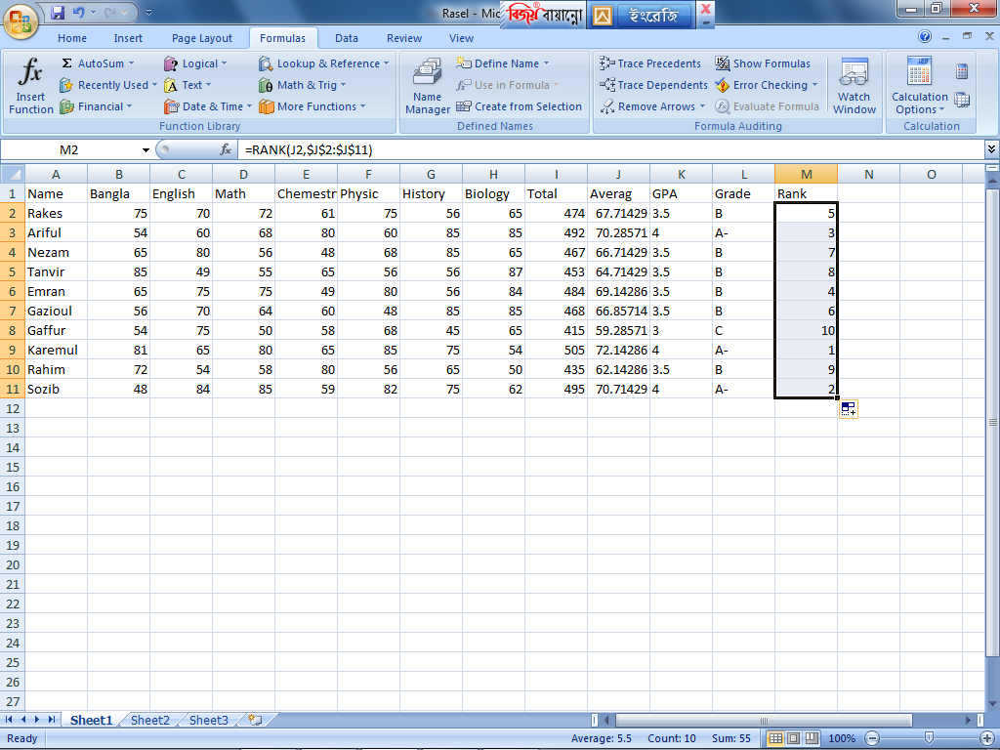 Rasel - Mic
বিজয় বায়ান্নো ইংরেজি
Home Insert Page Layout Formulas Data Review View
Insert Function
Σ AutoSum
Recently Used
Financial
Logical
Text
Date & Time
Lookup & Reference
Math & Trig
More Functions
Function Library
Name Manager
Define Name
Use in Formula
Create from Selection
Defined Names
Trace Precedents
Trace Dependents
Remove Arrows
Show Formulas
Error Checking
Evaluate Formula
Formula Auditing
Watch Window
Calculation Options
Calculation
M2 fx =RANK(J2,$J$2:$J$11)
A B C D E F G H I J K L M N O
1 Name Bangla English Math Chemestr Physic History Biology Total Averag GPA Grade Rank
2 Rakes 75 70 72 61 75 56 65 474 67.71429 3.5 B 5
3 Ariful 54 60 68 80 60 85 85 492 70.28571 4 A- 3
4 Nezam 65 80 56 48 68 85 65 467 66.71429 3.5 B 7
5 Tanvir 85 49 55 65 56 56 87 453 64.71429 3.5 B 8
6 Emran 65 75 75 49 80 56 84 484 69.14286 3.5 B 4
7 Gazioul 56 70 64 60 48 85 85 468 66.85714 3.5 B 6
8 Gaffur 54 75 50 58 68 45 65 415 59.28571 3 C 10
9 Karemul 81 65 80 65 85 75 54 505 72.14286 4 A- 1
10 Rahim 72 54 58 80 56 65 50 435 62.14286 3.5 B 9
11 Sozib 48 84 85 59 82 75 62 495 70.71429 4 A- 2
12
13
14
15
16
17
18
19
20
21
22
23
24
25
26
27
Sheet1 Sheet2 Sheet3
Ready Average: 5.5 Count: 10 Sum: 55 100%